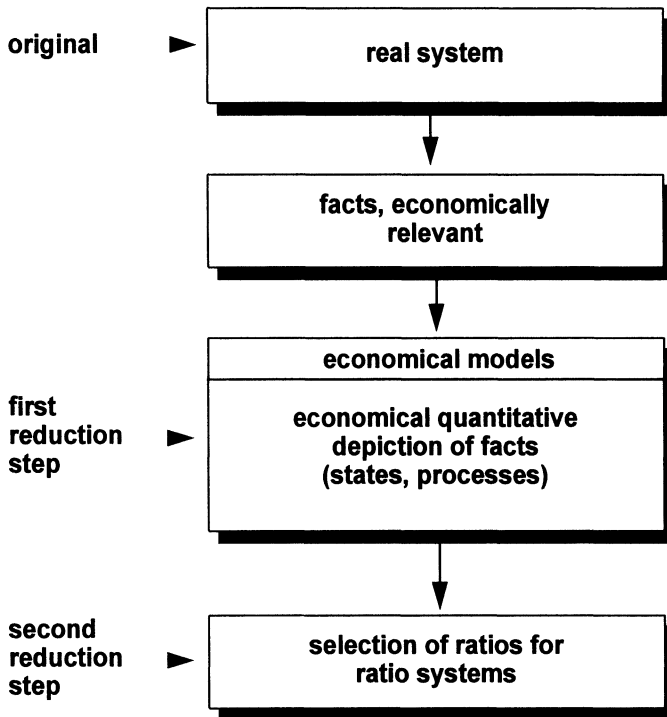 original
real system
facts, economically
relevant
economical models
first
reduction
step
economical quantitative
depiction of facts
(states, processes)
second
reduction
step
selection of ratios for
ratio systems